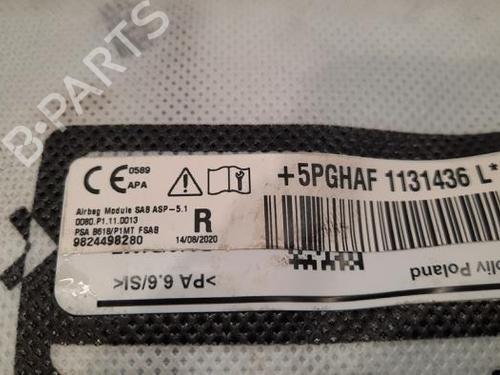 B-PARTS
CE 0589
APA
+5PGHAF 1131436 L*
Airbag Module SAB ASP-5.1
0080.P1.11.0013
PSA B618/P1MT FSAB
9824498280
R
14/08/2020
oliv Poland
>PA 6.6/SI<